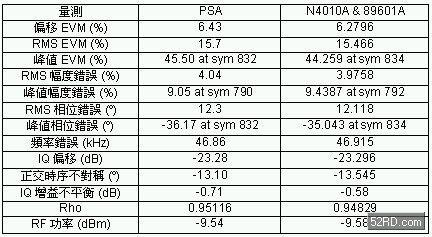 量測 PSA N4010A & 89601A
偏移 EVM (%) 6.43 6.2796
RMS EVM (%) 15.7 15.466
峰値 EVM (%) 45.50 at sym 832 44.259 at sym 834
RMS 幅度錯誤 (%) 4.04 3.9758
峰値幅度錯誤 (%) 9.05 at sym 790 9.4387 at sym 792
RMS 相位錯誤 (º) 12.3 12.118
峰値相位錯誤 (º) -36.17 at sym 832 -35.043 at sym 834
頻率錯誤 (kHz) 46.86 46.915
IQ 偏移 (dB) -23.28 -23.296
正交時序不對稱 (º) -13.10 -13.545
IQ 增益不平衡 (dB) -0.71 -0.58
Rho 0.95116 0.94829
RF 功率 (dBm) -9.54 -9.58
52RD.com